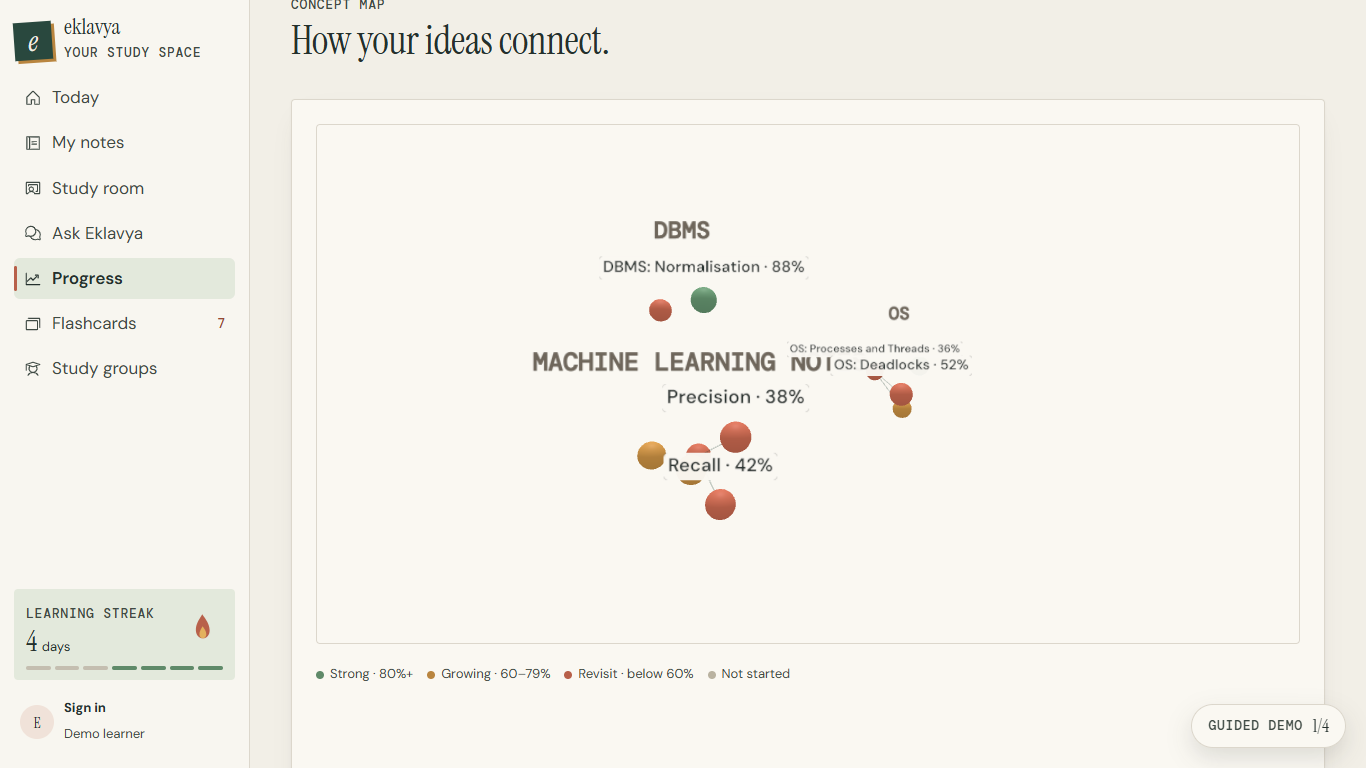 e
eklavya
YOUR STUDY SPACE
Today
My notes
Study room
Ask Eklavya
Progress
Flashcards 7
Study groups
LEARNING STREAK
4 days
E
Sign in
Demo learner
CONCEPT MAP
How your ideas connect.
DBMS
DBMS: Normalisation · 88%
OS
OS: Processes and Threads · 36%
MACHINE LEARNING
OS: Deadlocks · 52%
Precision · 38%
Recall · 42%
Strong · 80%+ Growing · 60–79% Revisit · below 60% Not started
GUIDED DEMO 1/4